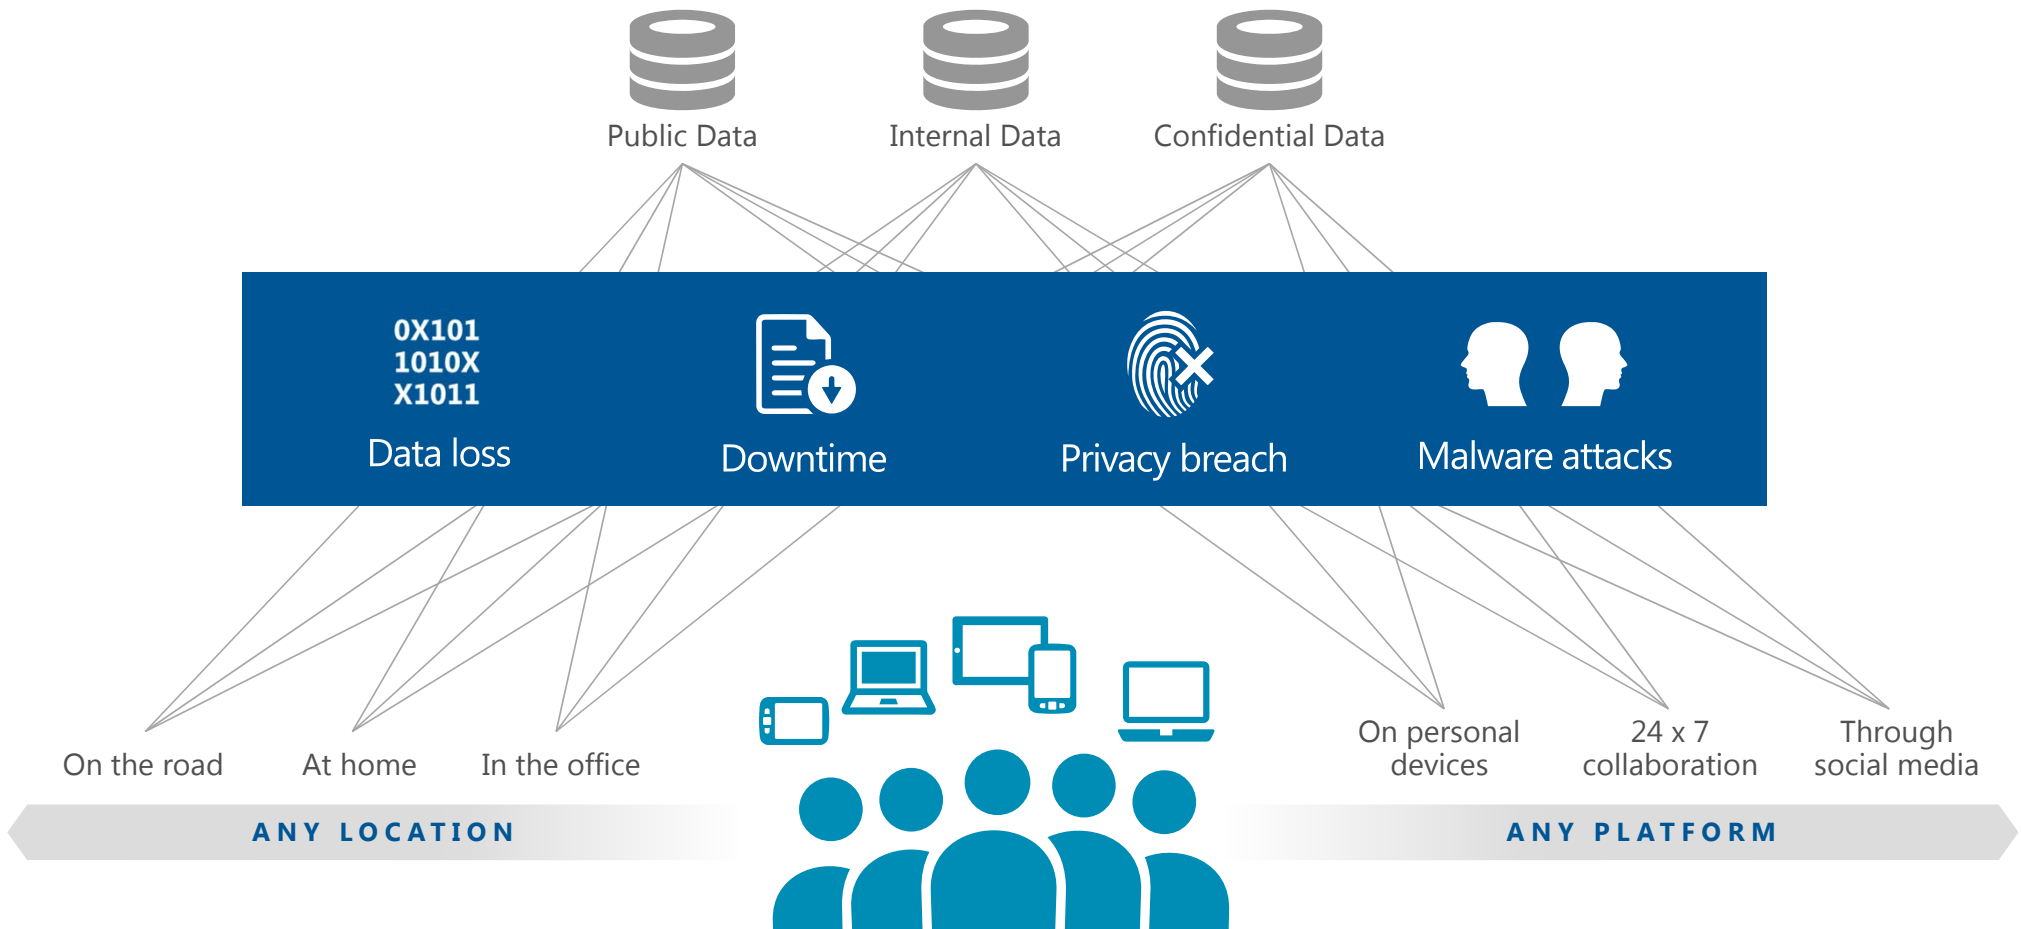 Public Data
Internal Data
Confidential Data
0X101
1010X
X1011
Data loss
Downtime
Privacy breach
Malware attacks
On the road
At home
In the office
On personal
devices
24 x 7
collaboration
Through
social media
ANY LOCATION
ANY PLATFORM